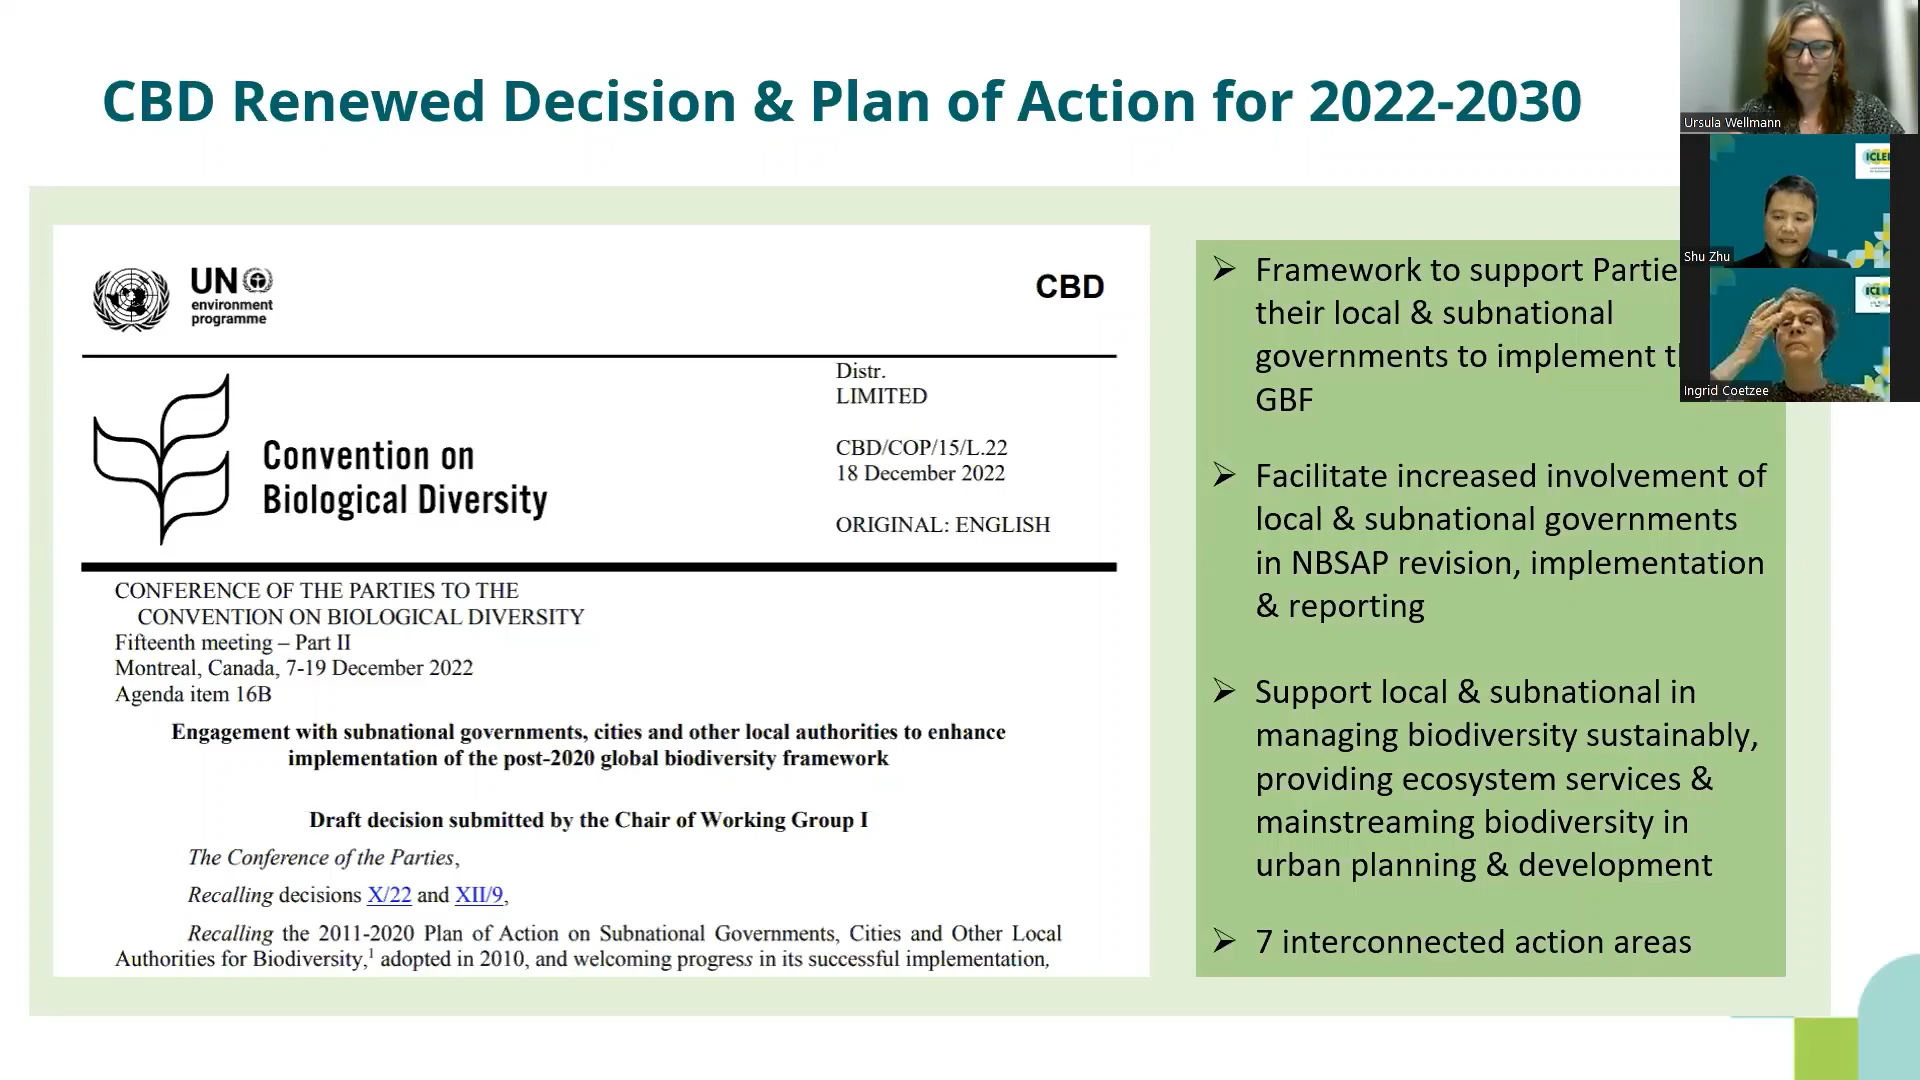 CBD Renewed Decision & Plan of Action for 2022-2030
UN
environment
programme
CBD
Convention on
Biological Diversity
Distr.
LIMITED
CBD/COP/15/L.22
18 December 2022
ORIGINAL: ENGLISH
CONFERENCE OF THE PARTIES TO THE
CONVENTION ON BIOLOGICAL DIVERSITY
Fifteenth meeting – Part II
Montreal, Canada, 7-19 December 2022
Agenda item 16B
Engagement with subnational governments, cities and other local authorities to enhance
implementation of the post-2020 global biodiversity framework
Draft decision submitted by the Chair of Working Group I
The Conference of the Parties,
Recalling decisions X/22 and XII/9,
Recalling the 2011-2020 Plan of Action on Subnational Governments, Cities and Other Local
Authorities for Biodiversity,1 adopted in 2010, and welcoming progress in its successful implementation,
➢ Framework to support Partie
their local & subnational
governments to implement t
GBF
➢ Facilitate increased involvement of
local & subnational governments
in NBSAP revision, implementation
& reporting
➢ Support local & subnational in
managing biodiversity sustainably,
providing ecosystem services &
mainstreaming biodiversity in
urban planning & development
➢ 7 interconnected action areas
Ursula Wellmann
ICLEI
Shu Zhu
ICLEI
Ingrid Coetzee